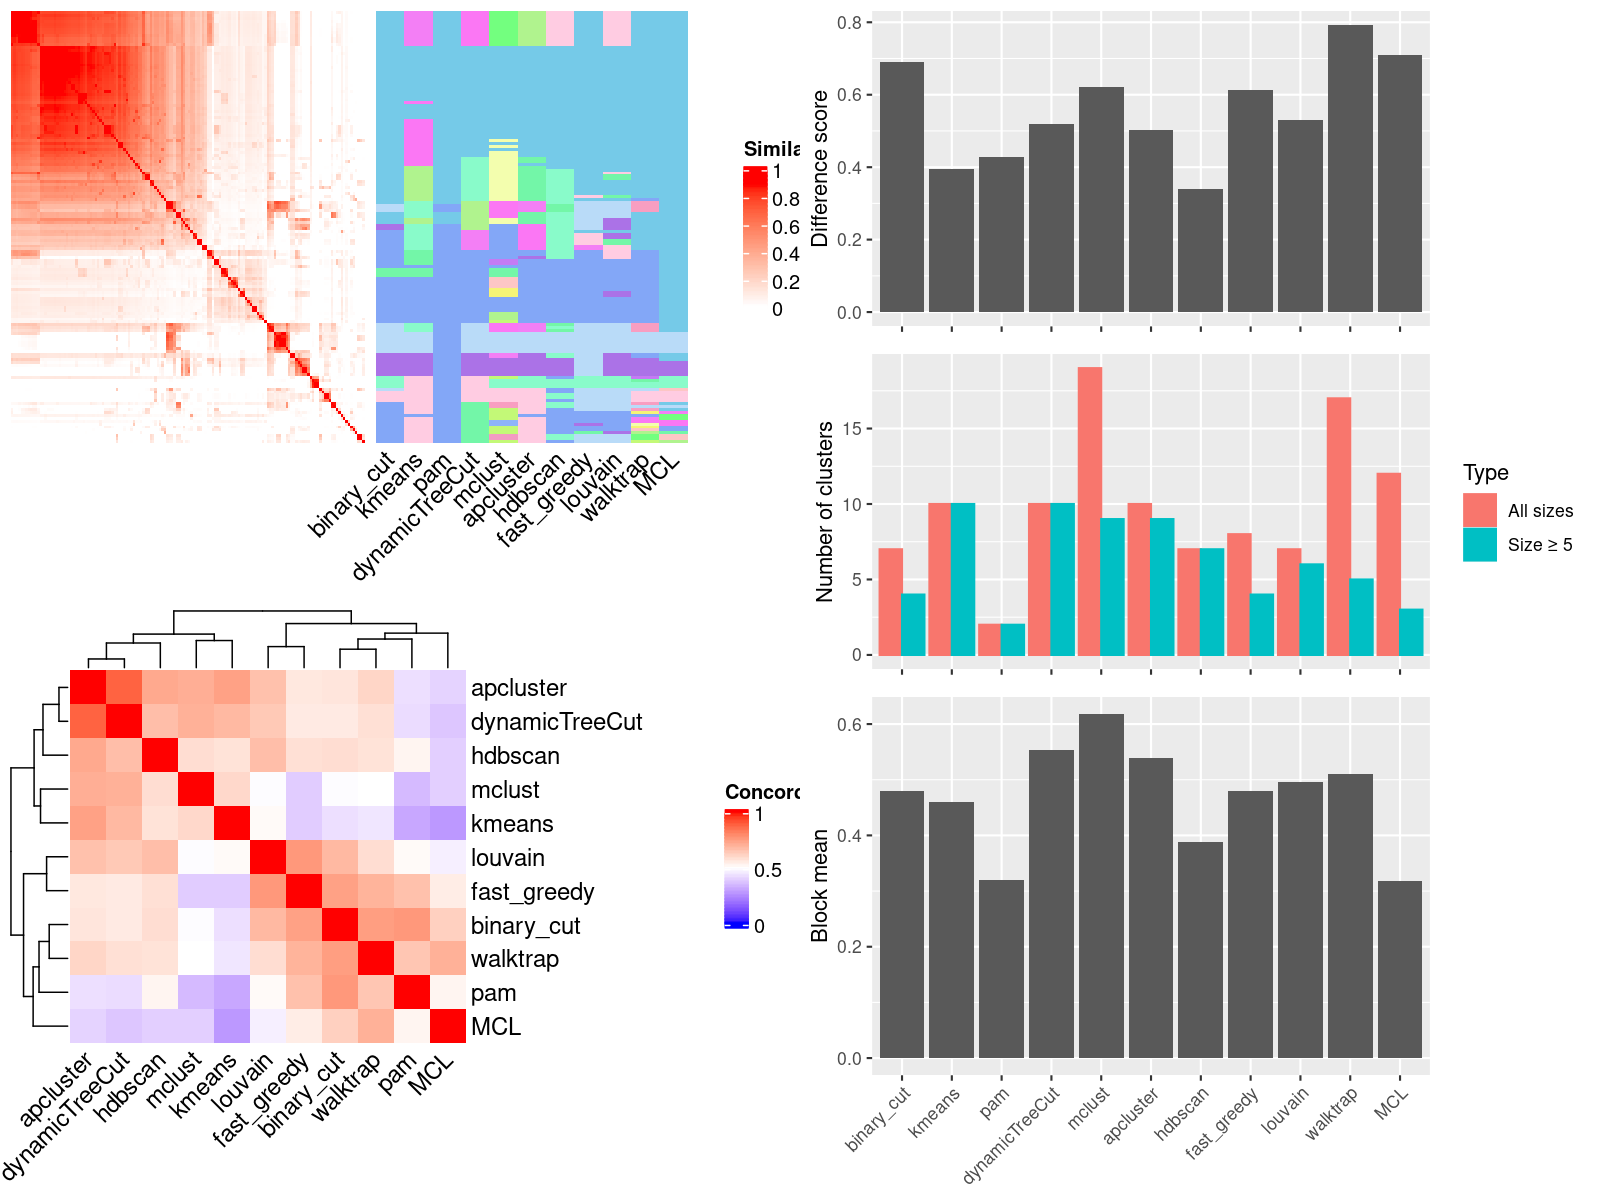 Simila
1
0.8
0.6
0.4
0.2
0
binary_cut
kmeans
pam
dynamicTreeCut
mclust
apcluster
hdbscan
fast_greedy
louvain
walktrap
MCL
apcluster
dynamicTreeCut
hdbscan
mclust
kmeans
louvain
fast_greedy
binary_cut
walktrap
pam
MCL
Concord
1
0.5
0
apcluster
dynamicTreeCut
hdbscan
mclust
kmeans
louvain
fast_greedy
binary_cut
walktrap
pam
MCL
Difference score
0.8
0.6
0.4
0.2
0.0
Number of clusters
15
10
5
0
Type
All sizes
Size ≥ 5
Block mean
0.6
0.4
0.2
0.0
binary_cut
kmeans
pam
dynamicTreeCut
mclust
apcluster
hdbscan
fast_greedy
louvain
walktrap
MCL